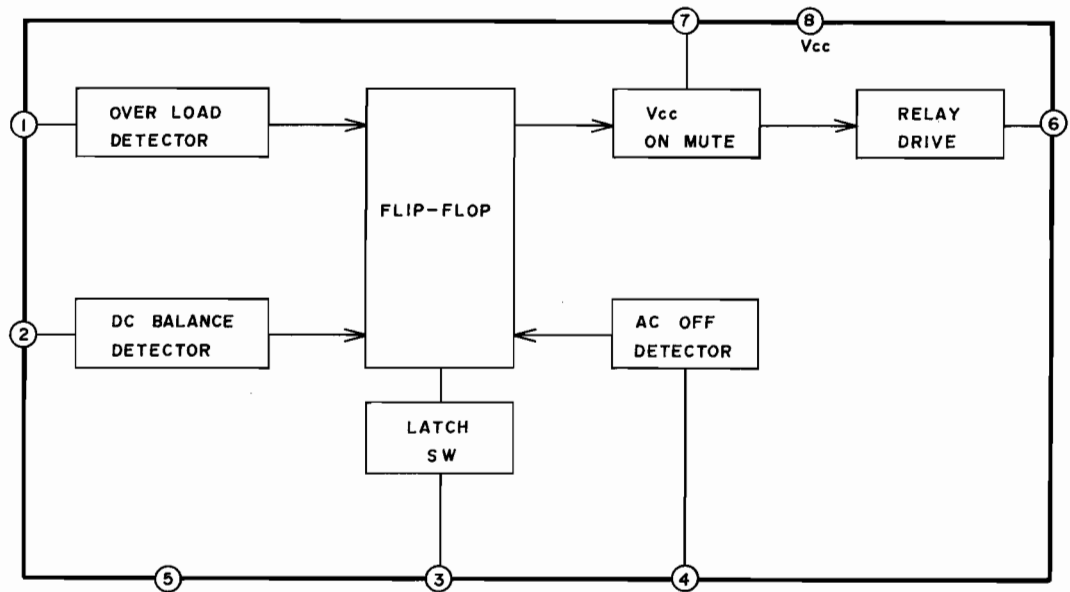 7
8
Vcc
1
OVER LOAD
DETECTOR
FLIP-FLOP
Vcc
ON MUTE
RELAY
DRIVE
6
2
DC BALANCE
DETECTOR
AC OFF
DETECTOR
LATCH
SW
5
3
4